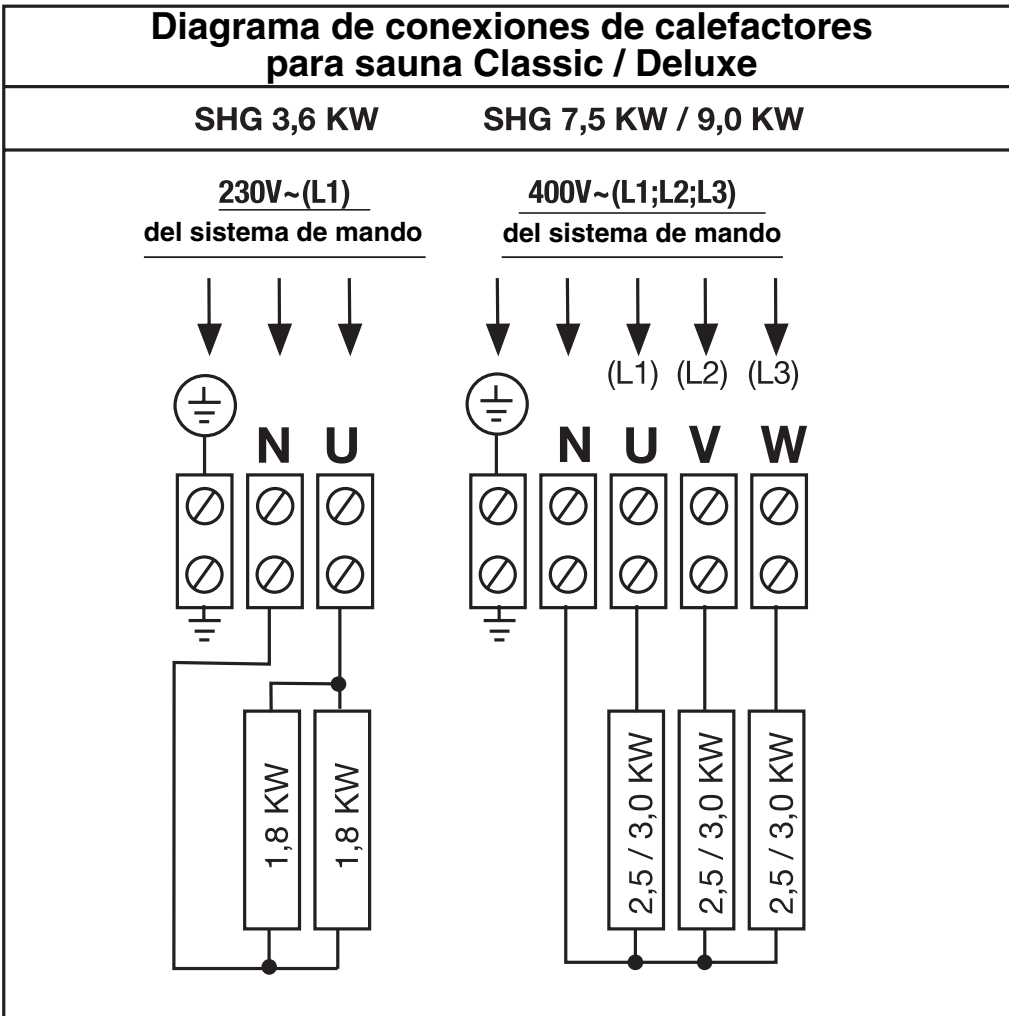 Diagrama de conexiones de calefactores
para sauna Classic / Deluxe
SHG 3,6 KW
SHG 7,5 KW / 9,0 KW
230V~(L1)
del sistema de mando
400V~(L1;L2;L3)
del sistema de mando
(L1) (L2) (L3)
N U
N U V W
1,8 KW
1,8 KW
2,5 / 3,0 KW
2,5 / 3,0 KW
2,5 / 3,0 KW